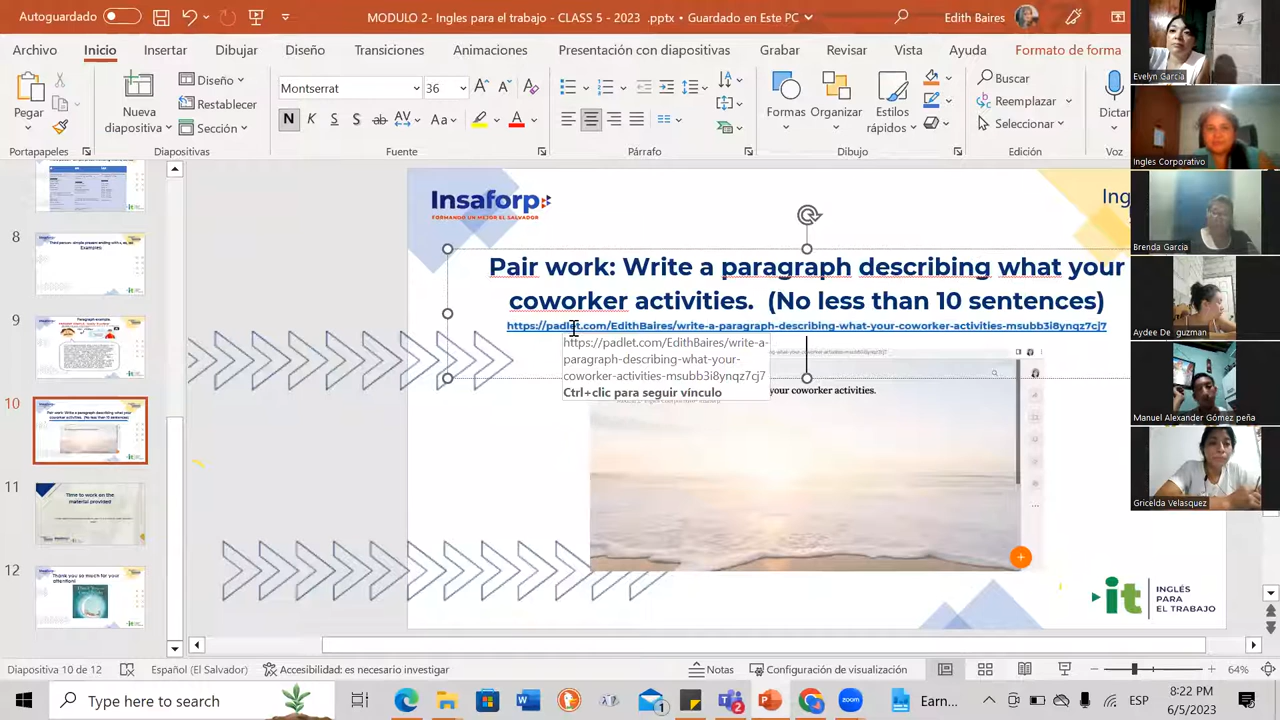 Autoguardado
MODULO 2- Ingles para el trabajo - CLASS 5 - 2023 .pptx • Guardado en Este PC
Edith Baires
Archivo
Inicio
Insertar
Dibujar
Diseño
Transiciones
Animaciones
Presentación con diapositivas
Grabar
Revisar
Vista
Ayuda
Formato de forma
Pegar
Nueva
diapositiva
Diseño
Restablecer
Sección
Montserrat
36
N K S S ab AV Aa A
Formas
Organizar
Estilos
rápidos
Buscar
Reemplazar
Seleccionar
Dictar
Portapapeles
Diapositivas
Fuente
Párrafo
Dibujo
Edición
Voz
8
9
10
11
Time to work on the
material provided
12
Thank you so much for your
attention!
Insaforp
FORMANDO UN MEJOR EL SALVADOR
Ing
Pair work: Write a paragraph describing what your
coworker activities. (No less than 10 sentences)
https://padlet.com/EdithBaires/write-a-paragraph-describing-what-your-coworker-activities-msubb3i8ynqz7cj7
https://padlet.com/EdithBaires/write-a-
paragraph-describing-what-your-
coworker-activities-msubb3i8ynqz7cj7
Ctrl+clic para seguir vínculo
your coworker activities.
it
INGLÉS
PARA
EL TRABAJO
Evelyn García
Ingles Corporativo
Brenda Garcia
Aydee De guzman
Manuel Alexander Gómez peña
Gricelda Velasquez
Diapositiva 10 de 12
Español (El Salvador)
Accesibilidad: es necesario investigar
Notas
Configuración de visualización
64%
Type here to search
Earn...
ESP
8:22 PM
6/5/2023